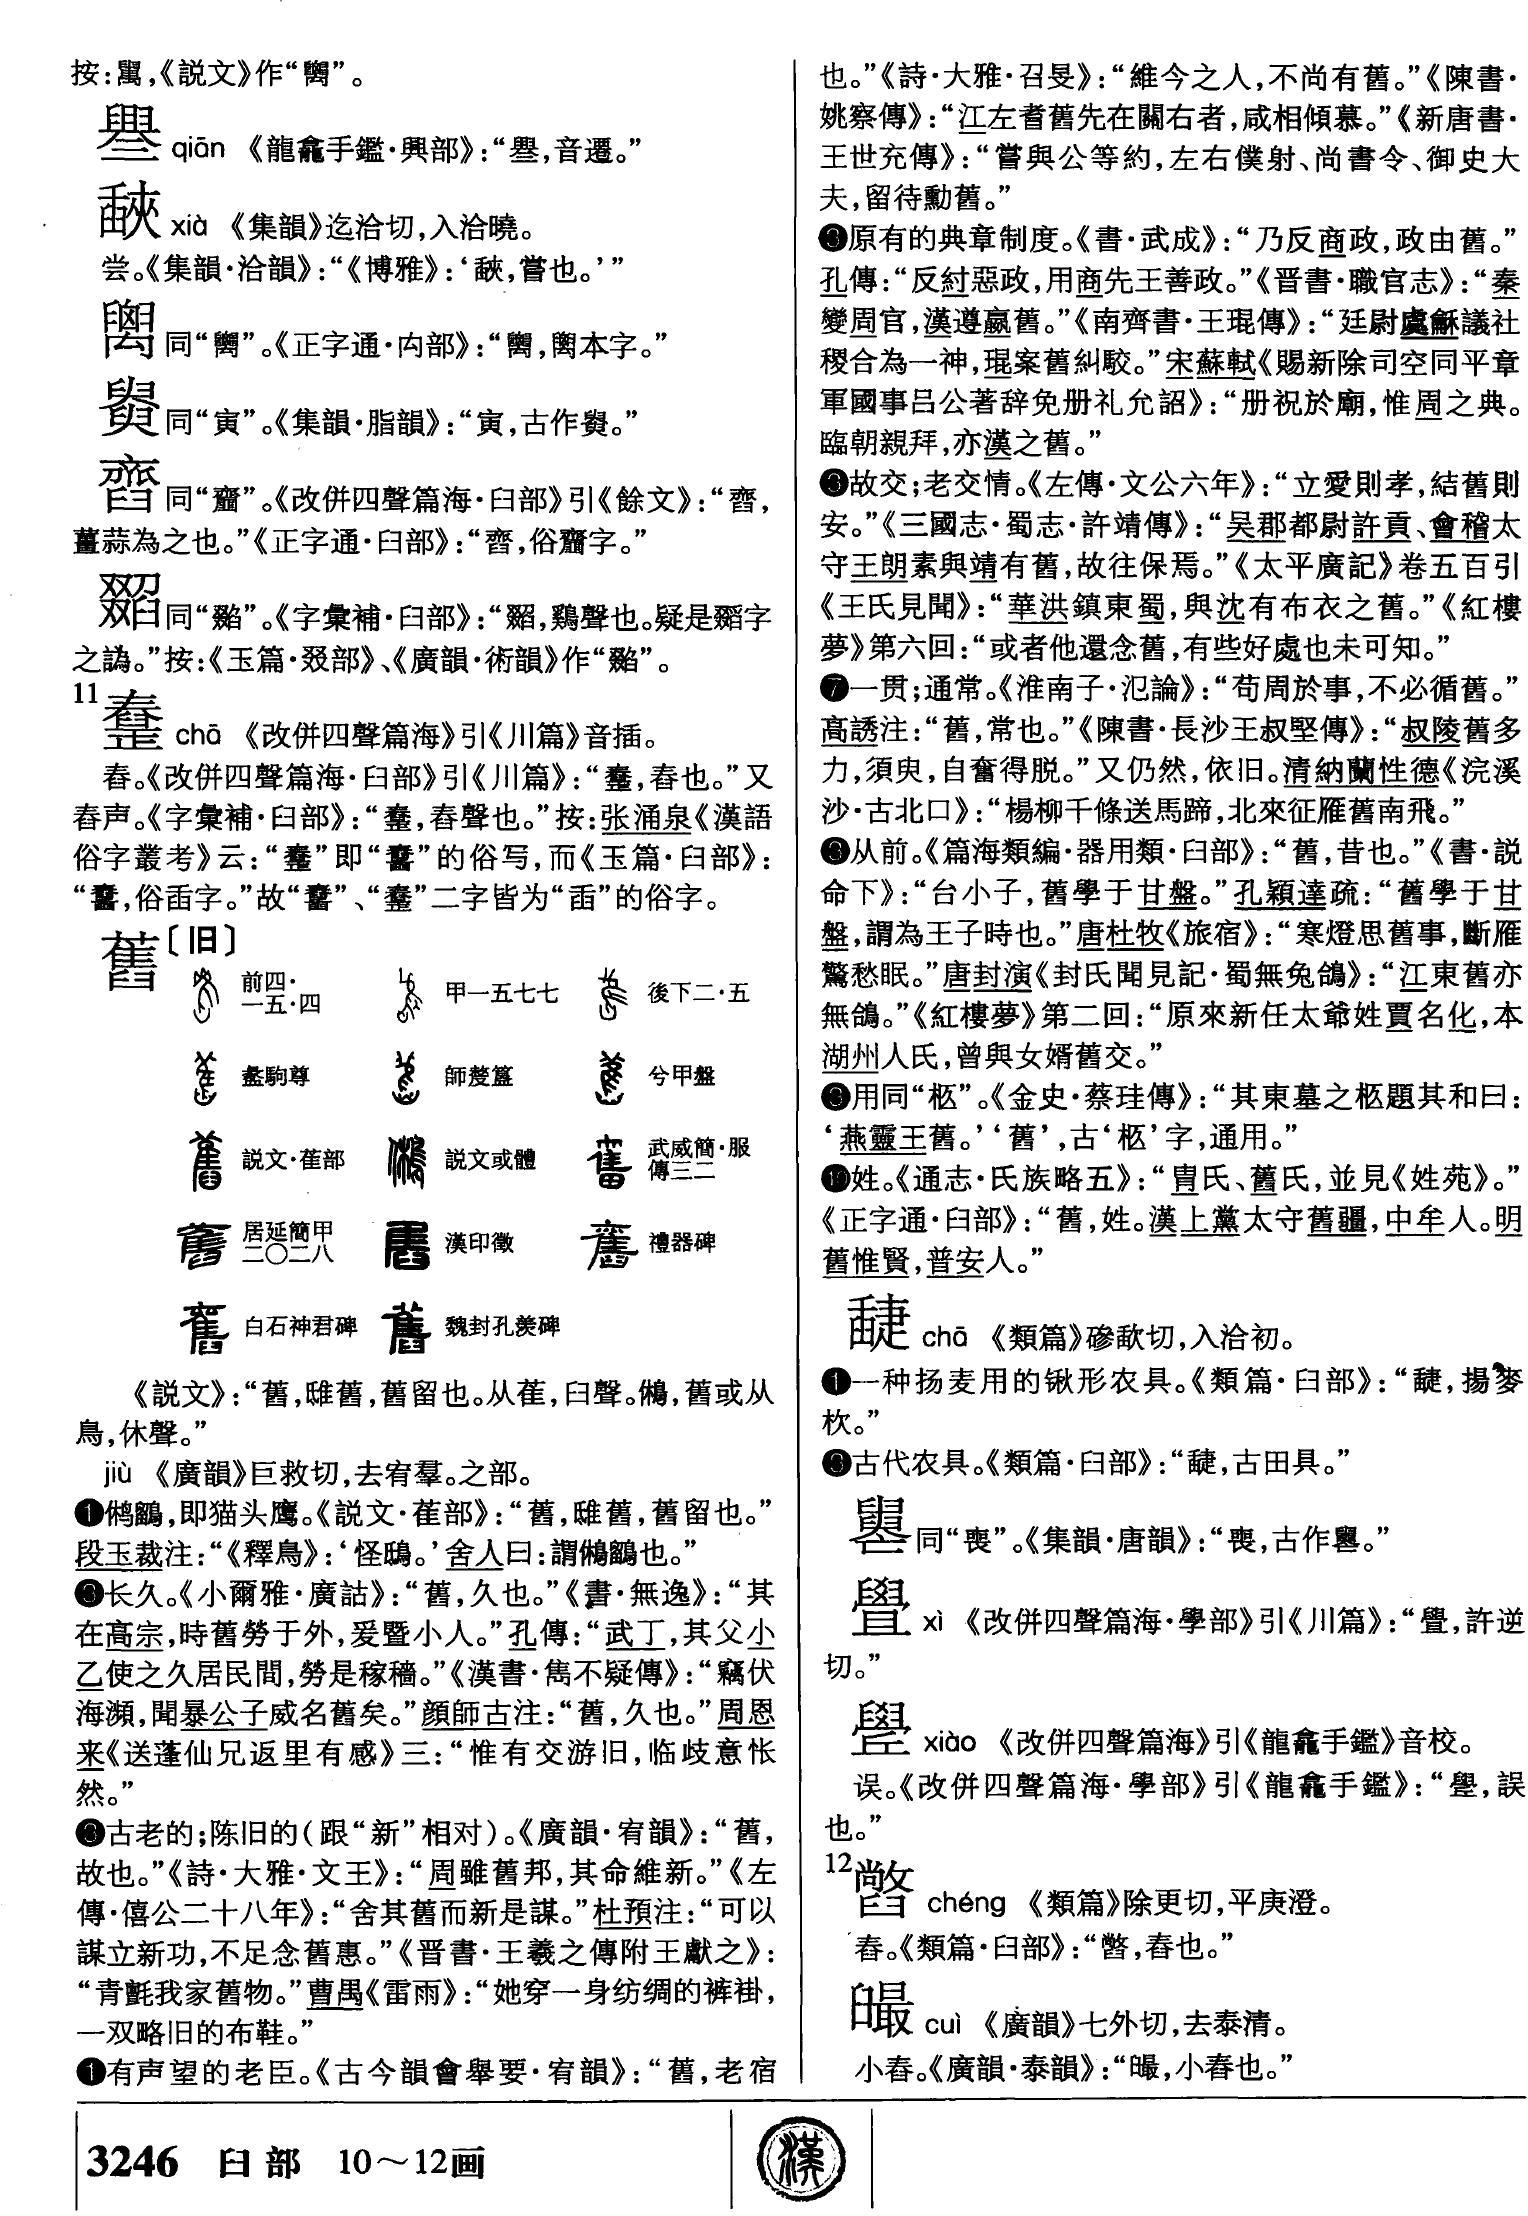 按：䦆，《説文》作“”。
qiān 《龍龕手鑑·興部》：“，音遷。”
xià 《集韻》迄洽切，入洽曉。
尝。《集韻·洽韻》：“《博雅》：‘，嘗也。’”
同“”。《正字通·禸部》：“，本字。”
同“寅”。《集韻·脂韻》：“寅，古作。”
同“齏”。《改併四聲篇海·臼部》引《餘文》：“，
薑蒜為之也。”《正字通·臼部》：“，俗齏字。”
同“”。《字彙補·臼部》：“，鷄聲也。疑是字
之譌。”按：《玉篇·叕部》、《廣韻·術韻》作“”。
11
chā 《改併四聲篇海》引《川篇》音插。
舂。《改併四聲篇海·臼部》引《川篇》：“，舂也。”又
舂声。《字彙補·臼部》：“，舂聲也。”按：张涌泉《漢語
俗字叢考》云：“”即“”的俗写，而《玉篇·臼部》：
“，俗臿字。”故“”、“”二字皆为“臿”的俗字。
舊〔旧〕
前四·一五·四 甲一五七七 後下二·五
盠駒尊 師嫠簋 兮甲盤
説文·萑部 説文或體 武威簡·服傳三二
居延簡甲二〇二八 漢印徵 禮器碑
白石神君碑 魏封孔羡碑
《説文》：“舊，雖舊，舊留也。从萑，臼聲。鵂，舊或从
鳥，休聲。”
jiù 《廣韻》巨救切，去宥羣。之部。
❶鸺鶹，即猫头鹰。《説文·萑部》：“舊，舊，舊留也。”
段玉裁注：“《釋鳥》：‘怪鴟。’舍人曰：謂鵂鶹也。”
❷长久。《小爾雅·廣詁》：“舊，久也。”《書·無逸》：“其
在高宗，時舊勞于外，爰暨小人。”孔傳：“武丁，其父小
乙使之久居民間，勞是稼穡。”《漢書·雋不疑傳》：“竊伏
海瀕，聞暴公子威名舊矣。”顔師古注：“舊，久也。”周恩
来《送蓬仙兄返里有感》三：“惟有交游旧，临歧意怅
然。”
❸古老的；陈旧的（跟“新”相对）。《廣韻·宥韻》：“舊，
故也。”《詩·大雅·文王》：“周雖舊邦，其命維新。”《左
傳·僖公二十八年》：“舍其舊而新是謀。”杜預注：“可以
謀立新功，不足念舊惠。”《晋書·王羲之傳附王獻之》：
“青氈我家舊物。”曹禺《雷雨》：“她穿一身纺绸的裤褂，
一双略旧的布鞋。”
❹有声望的老臣。《古今韻會舉要·宥韻》：“舊，老宿
也。”《詩·大雅·召旻》：“維今之人，不尚有舊。”《陳書·
姚察傳》：“江左耆舊先在關右者，咸相傾慕。”《新唐書·
王世充傳》：“嘗與公等約，左右僕射、尚書令、御史大
夫，留待勳舊。”
❺原有的典章制度。《書·武成》：“乃反商政，政由舊。”
孔傳：“反紂惡政，用商先王善政。”《晋書·職官志》：“秦
變周官，漢遵嬴舊。”《南齊書·王琨傳》：“廷尉虞龢議社
稷合為一神，琨案舊糾駁。”宋蘇軾《賜新除司空同平章
軍國事吕公著辞免册礼允詔》：“册祝於廟，惟周之典。
臨朝親拜，亦漢之舊。”
❻故交；老交情。《左傳·文公六年》：“立愛則孝，結舊則
安。”《三國志·蜀志·許靖傳》：“吴郡都尉許貢、會稽太
守王朗素與靖有舊，故往保焉。”《太平廣記》卷五百引
《王氏見聞》：“華洪鎮東蜀，與沈有布衣之舊。”《紅樓
夢》第六回：“或者他還念舊，有些好處也未可知。”
❼一贯；通常。《淮南子·氾論》：“苟周於事，不必循舊。”
高誘注：“舊，常也。”《陳書·長沙王叔堅傳》：“叔陵舊多
力，須臾，自奮得脱。”又仍然，依旧。清納蘭性德《浣溪
沙·古北口》：“楊柳千條送馬蹄，北來征雁舊南飛。”
❽从前。《篇海類編·器用類·臼部》：“舊，昔也。”《書·説
命下》：“台小子，舊學于甘盤。”孔穎達疏：“舊學于甘
盤，謂為王子時也。”唐杜牧《旅宿》：“寒燈思舊事，斷雁
驚愁眠。”唐封演《封氏聞見記·蜀無兔鴿》：“江東舊亦
無鴿。”《紅樓夢》第二回：“原來新任太爺姓賈名化，本
湖州人氏，曾與女婿舊交。”
❾用同“柩”。《金史·蔡珪傳》：“其東墓之柩題其和曰：
‘燕靈王舊。’‘舊’，古‘柩’字，通用。”
❿姓。《通志·氏族略五》：“胄氏、舊氏，並見《姓苑》。”
《正字通·臼部》：“舊，姓。漢上黨太守舊疆，中牟人。明
舊惟賢，普安人。”
chā 《類篇》磣歃切，入洽初。
❶一种扬麦用的锹形农具。《類篇·臼部》：“，揚麥
杴。”
❷古代农具。《類篇·臼部》：“，古田具。”
同“喪”。《集韻·唐韻》：“喪，古作。”
xì 《改併四聲篇海·學部》引《川篇》：“，許逆
切。”
xiào 《改併四聲篇海》引《龍龕手鑑》音校。
误。《改併四聲篇海·學部》引《龍龕手鑑》：“，誤
也。”
12
chéng 《類篇》除更切，平庚澄。
舂。《類篇·臼部》：“，舂也。”
cuì 《廣韻》七外切，去泰清。
小舂。《廣韻·泰韻》：“，小舂也。”
3246 臼部 10～12画
漢